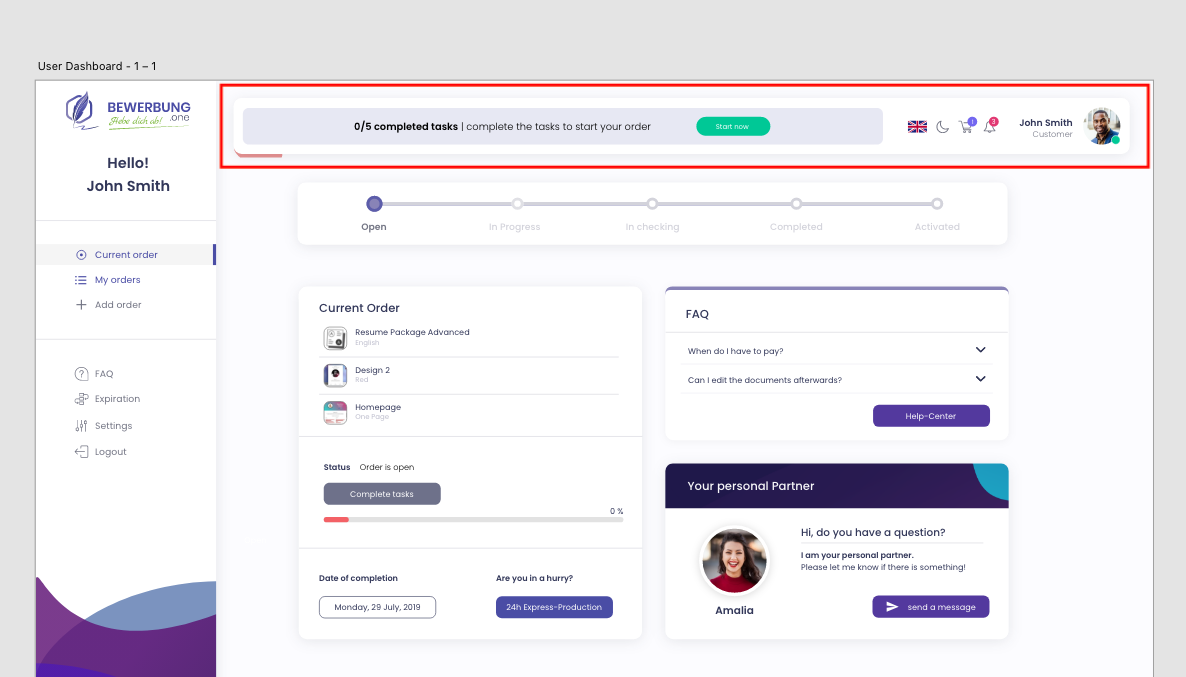 User Dashboard - 1 – 1
BEWERBUNG
.one
Hebe dich ab!
Hello!
John Smith
Current order
My orders
Add order
FAQ
Expiration
Settings
Logout
0/5 completed tasks | complete the tasks to start your order
Start now
1
3
John Smith
Customer
Open
In Progress
In checking
Completed
Activated
Current Order
Resume Package Advanced
English
Design 2
Red
Homepage
One Page
Status Order is open
Complete tasks
0 %
Date of completion
Monday, 29 July, 2019
Are you in a hurry?
24h Express-Production
FAQ
When do I have to pay?
Can I edit the documents afterwards?
Help-Center
Your personal Partner
Amalia
Hi, do you have a question?
I am your personal partner.
Please let me know if there is something!
send a message